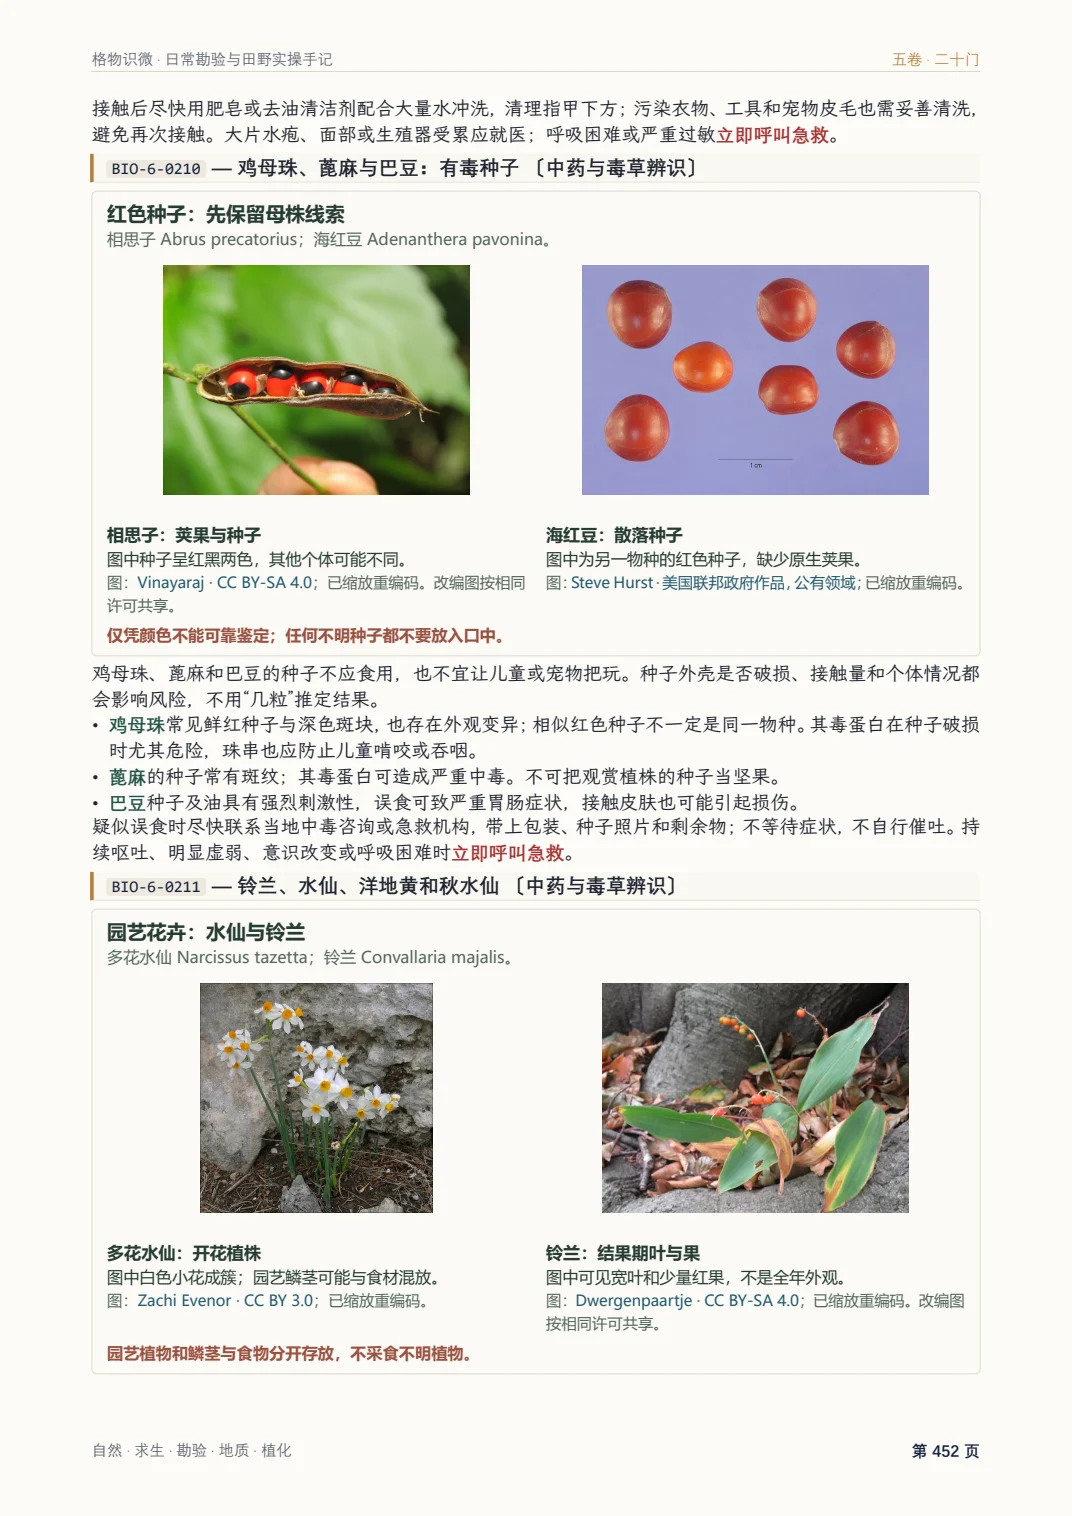 格物识微 · 日常勘验与田野实操手记
五卷 · 二十门
接触后尽快用肥皂或去油清洁剂配合大量水冲洗，清理指甲下方；污染衣物、工具和宠物皮毛也需妥善清洗，
避免再次接触。大片水疱、面部或生殖器受累应就医；呼吸困难或严重过敏立即呼叫急救。
BIO-6-0210 — 鸡母珠、蓖麻与巴豆：有毒种子 〔中药与毒草辨识〕
红色种子：先保留母株线索
相思子 Abrus precatorius；海红豆 Adenanthera pavonina。
1 cm
相思子：荚果与种子
图中种子呈红黑两色，其他个体可能不同。
图：Vinayaraj · CC BY-SA 4.0；已缩放重编码。改编图按相同
许可共享。
海红豆：散落种子
图中为另一物种的红色种子，缺少原生荚果。
图：Steve Hurst · 美国联邦政府作品，公有领域；已缩放重编码。
仅凭颜色不能可靠鉴定；任何不明种子都不要放入口中。
鸡母珠、蓖麻和巴豆的种子不应食用，也不宜让儿童或宠物把玩。种子外壳是否破损、接触量和个体情况都
会影响风险，不用“几粒”推定结果。
• 鸡母珠常见鲜红种子与深色斑块，也存在外观变异；相似红色种子不一定是同一物种。其毒蛋白在种子破损
时尤其危险，珠串也应防止儿童啃咬或吞咽。
• 蓖麻的种子常有斑纹；其毒蛋白可造成严重中毒。不可把观赏植株的种子当坚果。
• 巴豆种子及油具有强烈刺激性，误食可致严重胃肠症状，接触皮肤也可能引起损伤。
疑似误食时尽快联系当地中毒咨询或急救机构，带上包装、种子照片和剩余物；不等待症状，不自行催吐。持
续呕吐、明显虚弱、意识改变或呼吸困难时立即呼叫急救。
BIO-6-0211 — 铃兰、水仙、洋地黄和秋水仙 〔中药与毒草辨识〕
园艺花卉：水仙与铃兰
多花水仙 Narcissus tazetta；铃兰 Convallaria majalis。
多花水仙：开花植株
图中白色小花成簇；园艺鳞茎可能与食材混放。
图：Zachi Evenor · CC BY 3.0；已缩放重编码。
铃兰：结果期叶与果
图中可见宽叶和少量红果，不是全年外观。
图：Dwergenpaartje · CC BY-SA 4.0；已缩放重编码。改编图
按相同许可共享。
园艺植物和鳞茎与食物分开存放，不采食不明植物。
自然 · 求生 · 勘验 · 地质 · 植化
第 452 页